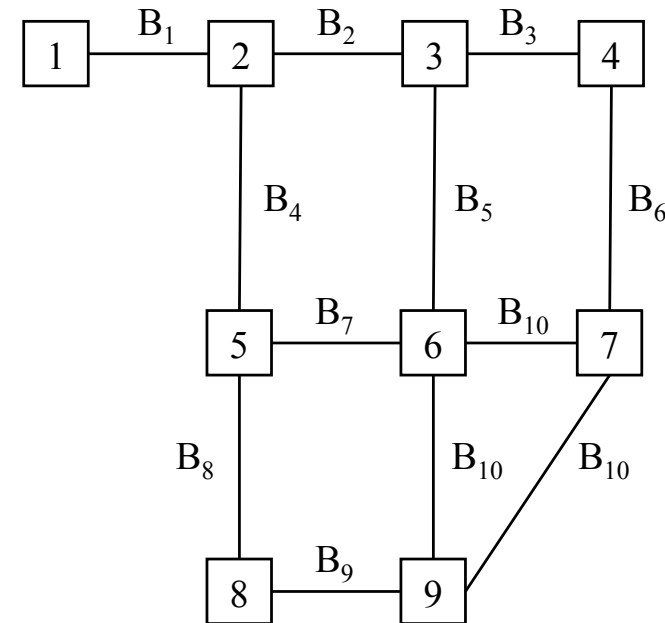 B₁ B₂ B₃
1 2 3 4
B₄ B₅ B₆
B₇ B₁₀
5 6 7
B₈ B₁₀ B₁₀
B₉
8 9